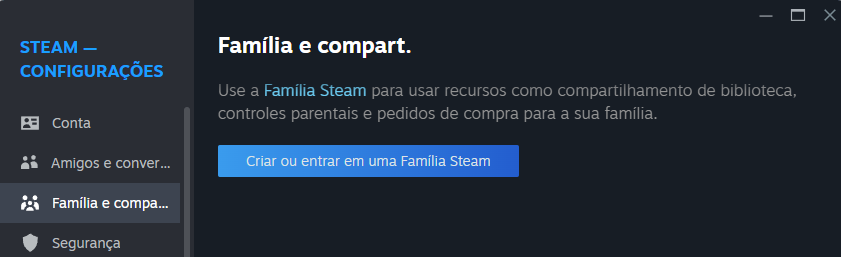 STEAM —
CONFIGURAÇÕES
Conta
Amigos e conver...
Família e compa...
Segurança
Família e compart.
Use a Família Steam para usar recursos como compartilhamento de biblioteca,
controles parentais e pedidos de compra para a sua família.
Criar ou entrar em uma Família Steam